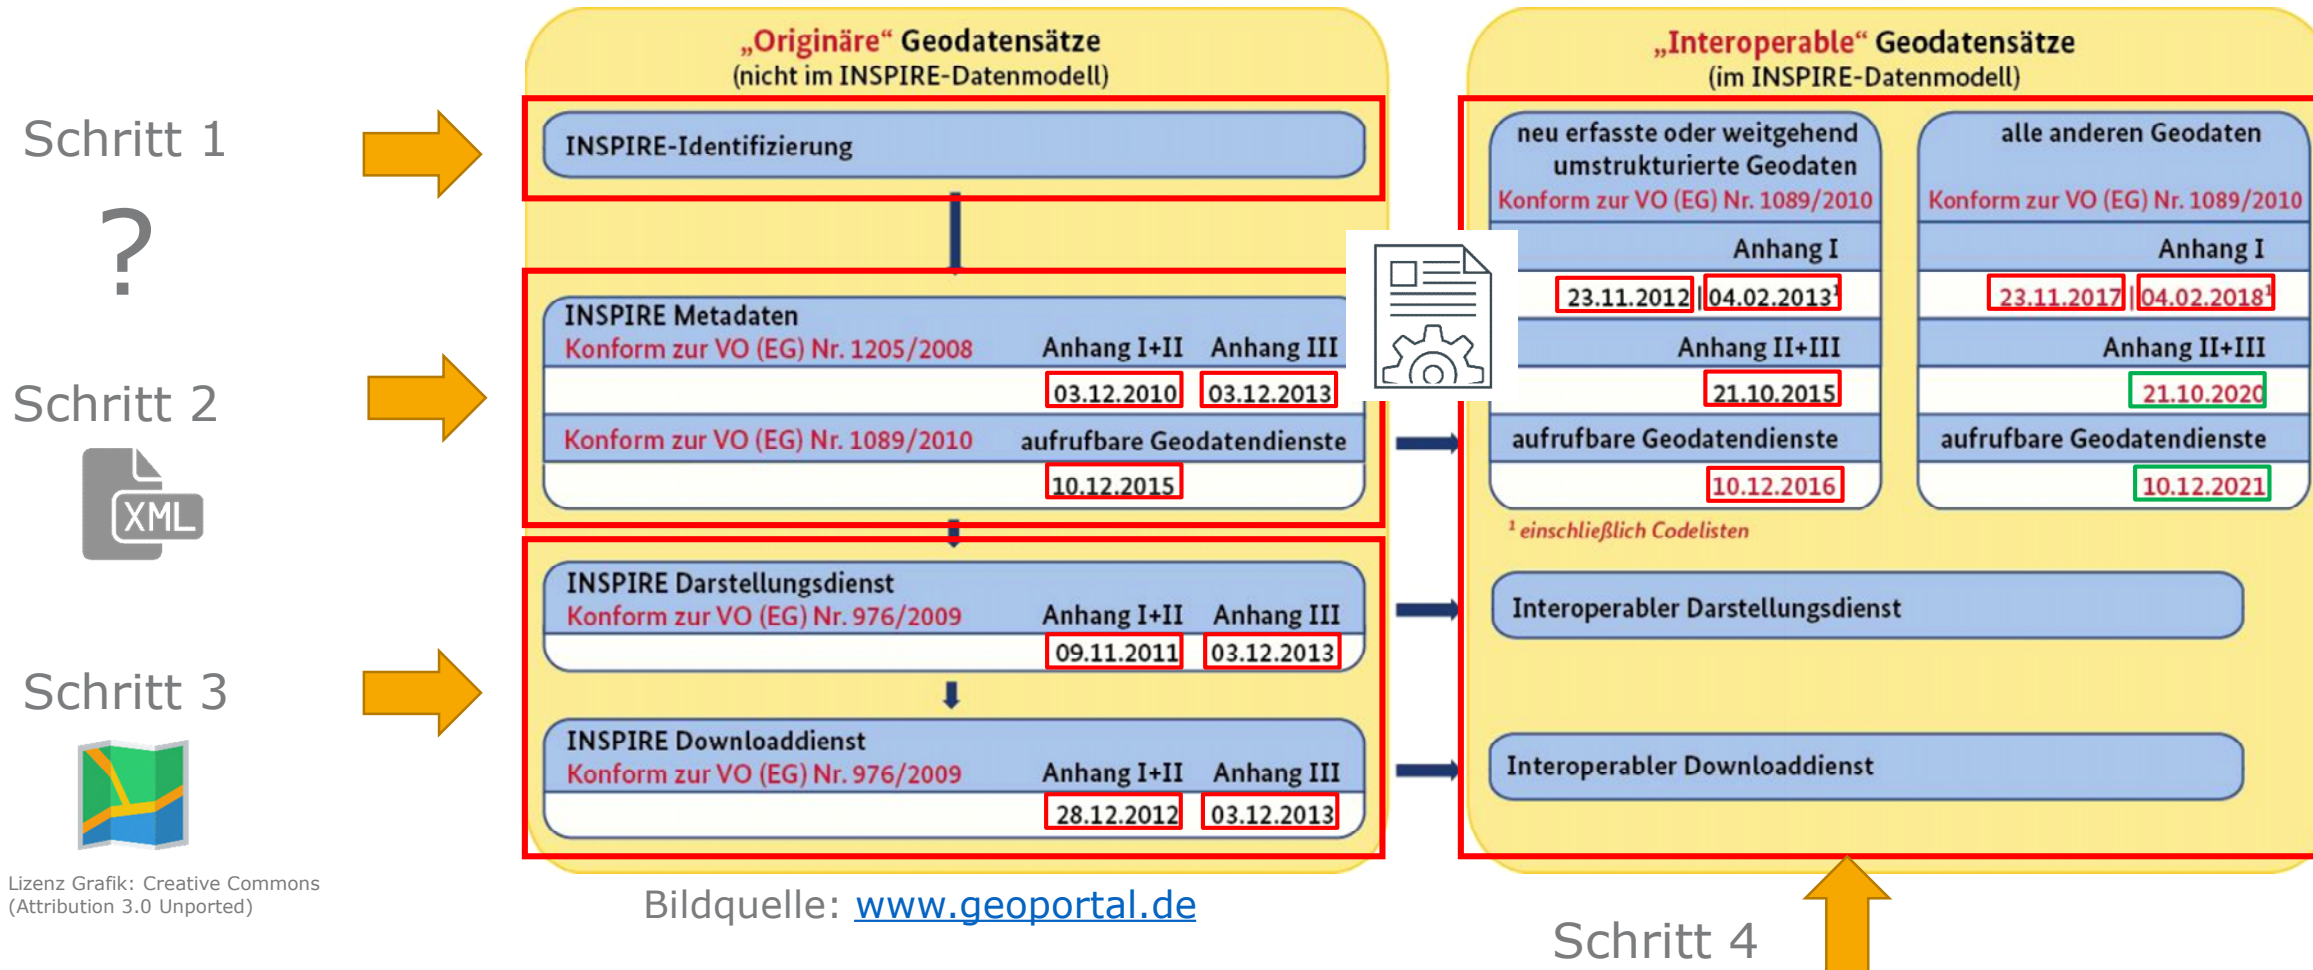 Schritt 1
?
Schritt 2
XML
Schritt 3
Lizenz Grafik: Creative Commons
(Attribution 3.0 Unported)
„Originäre“ Geodatensätze
(nicht im INSPIRE-Datenmodell)
INSPIRE-Identifizierung
INSPIRE Metadaten
Konform zur VO (EG) Nr. 1205/2008 Anhang I+II Anhang III
03.12.2010 03.12.2013
Konform zur VO (EG) Nr. 1089/2010 aufrufbare Geodatendienste
10.12.2015
INSPIRE Darstellungsdienst
Konform zur VO (EG) Nr. 976/2009 Anhang I+II Anhang III
09.11.2011 03.12.2013
INSPIRE Downloaddienst
Konform zur VO (EG) Nr. 976/2009 Anhang I+II Anhang III
28.12.2012 03.12.2013
Bildquelle: www.geoportal.de
„Interoperable“ Geodatensätze
(im INSPIRE-Datenmodell)
neu erfasste oder weitgehend
umstrukturierte Geodaten
Konform zur VO (EG) Nr. 1089/2010
Anhang I
23.11.2012 | 04.02.2013¹
Anhang II+III
21.10.2015
aufrufbare Geodatendienste
10.12.2016
alle anderen Geodaten
Konform zur VO (EG) Nr. 1089/2010
Anhang I
23.11.2017 | 04.02.2018¹
Anhang II+III
21.10.2020
aufrufbare Geodatendienste
10.12.2021
¹ einschließlich Codelisten
Interoperabler Darstellungsdienst
Interoperabler Downloaddienst
Schritt 4